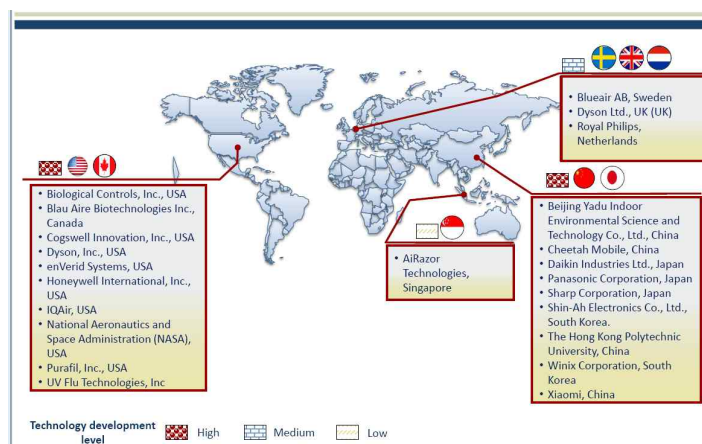 • Blueair AB, Sweden
• Dyson Ltd., UK (UK)
• Royal Philips,
Netherlands
• Biological Controls, Inc., USA
• Blau Aire Biotechnologies Inc.,
Canada
• Cogswell Innovation, Inc., USA
• Dyson, Inc., USA
• enVerid Systems, USA
• Honeywell International, Inc.,
USA
• IQAir, USA
• National Aeronautics and
Space Administration (NASA),
USA
• Purafil, Inc., USA
• UV Flu Technologies, Inc
• AiRazor
Technologies,
Singapore
• Beijing Yadu Indoor
Environmental Science and
Technology Co., Ltd., China
• Cheetah Mobile, China
• Daikin Industries Ltd., Japan
• Panasonic Corporation, Japan
• Sharp Corporation, Japan
• Shin-Ah Electronics Co., Ltd.,
South Korea.
• The Hong Kong Polytechnic
University, China
• Winix Corporation, South
Korea
• Xiaomi, China
Technology development
level
High
Medium
Low